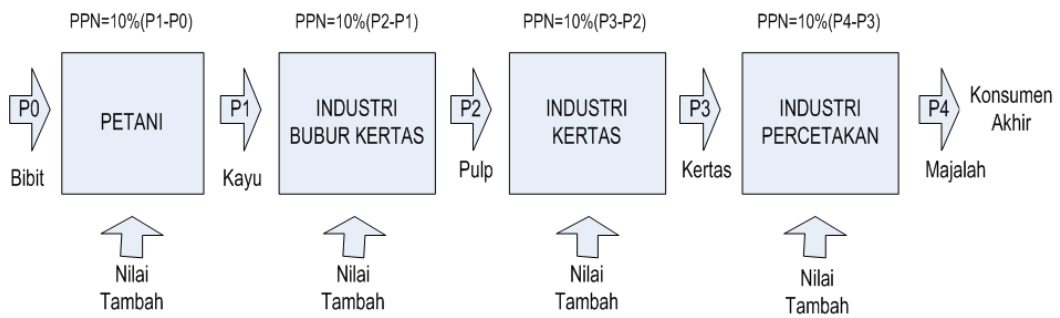 PPN=10%(P1-P0)
PPN=10%(P2-P1)
PPN=10%(P3-P2)
PPN=10%(P4-P3)
P0
Bibit
PETANI
P1
Kayu
INDUSTRI
BUBUR KERTAS
P2
Pulp
INDUSTRI
KERTAS
P3
Kertas
INDUSTRI
PERCETAKAN
P4
Majalah
Konsumen
Akhir
Nilai
Tambah
Nilai
Tambah
Nilai
Tambah
Nilai
Tambah